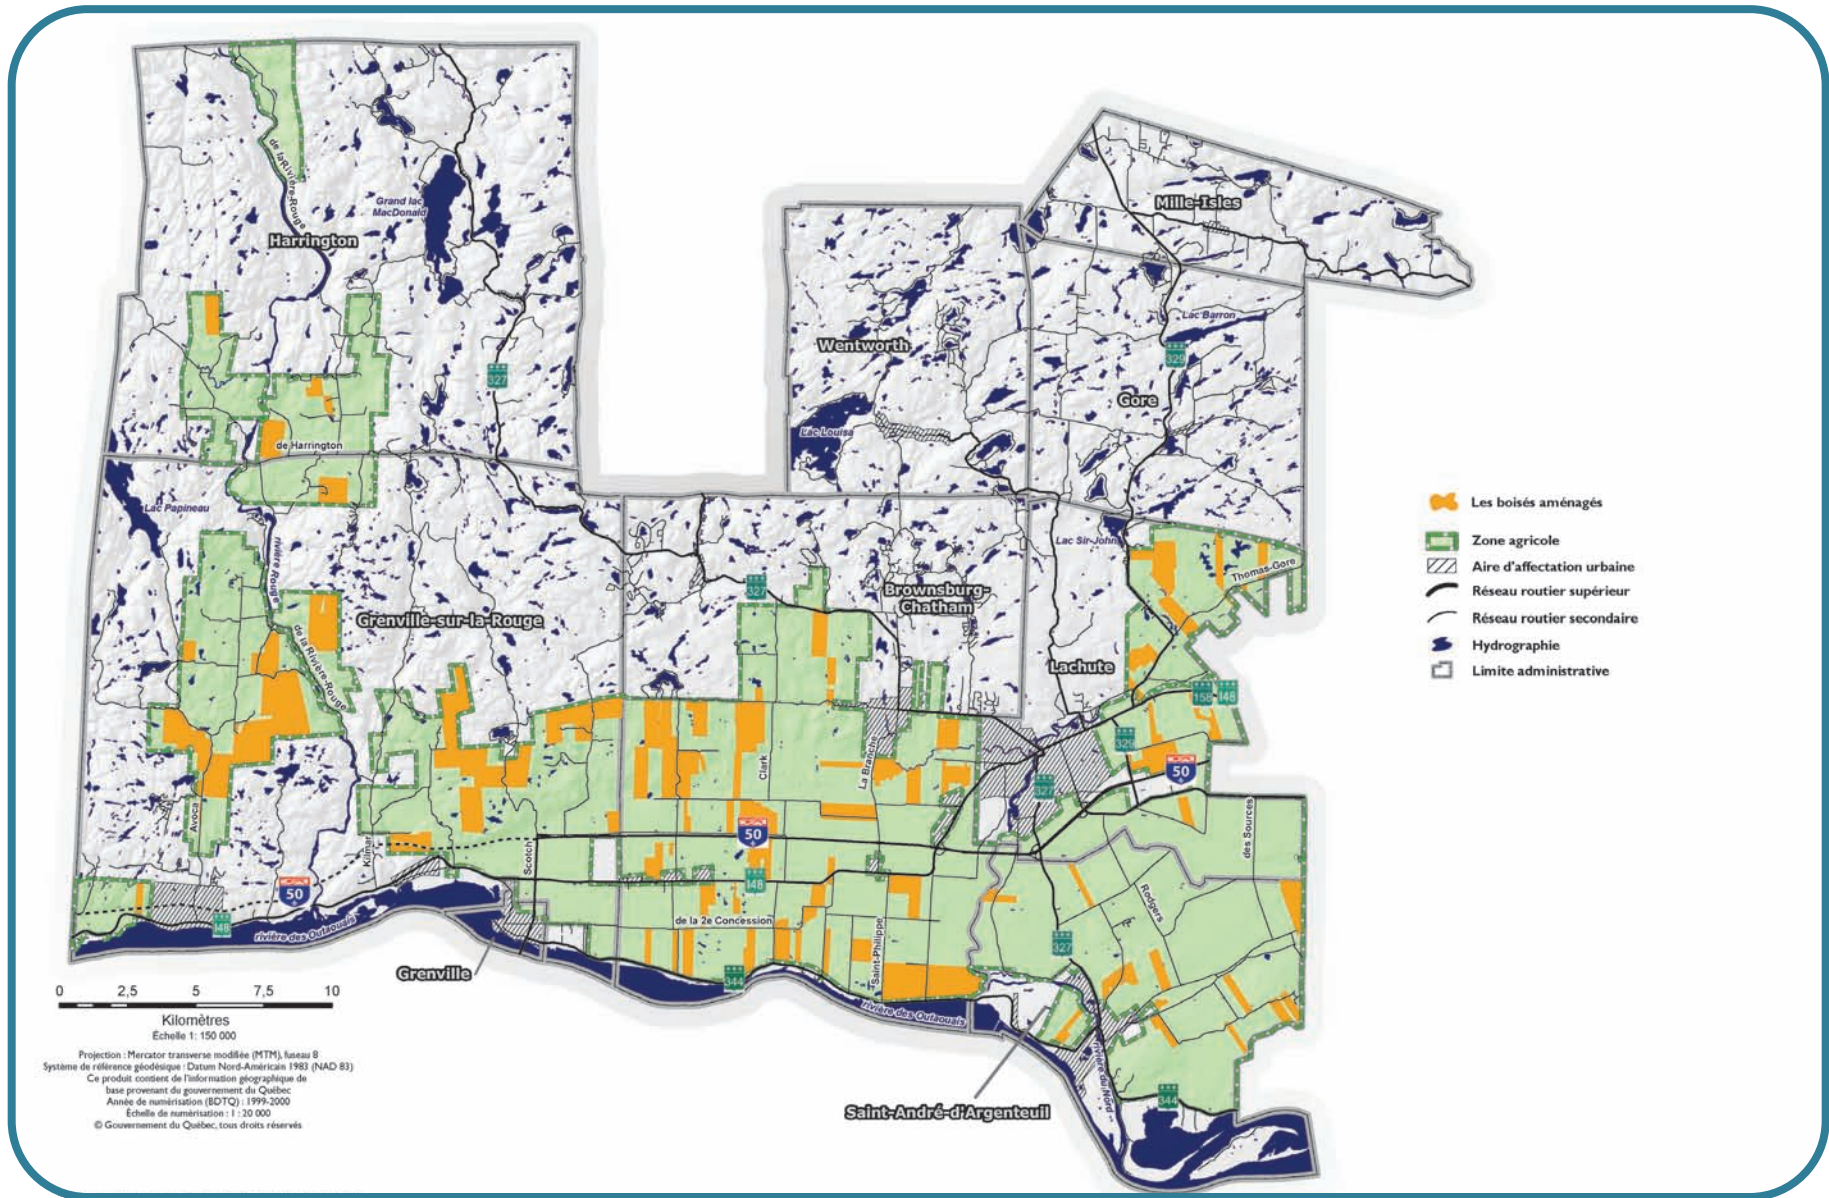 de la Rivière-Rouge
Harrington
Grand lac
MacDonald
Mille-Isles
Lac Barron
329
Wentworth
Gore
327
Lac Louisa
de Harrington
Lac Papineau
rivière Rouge
de la Rivière-Rouge
Grenville-sur-la-Rouge
327
Brownsburg-
Chatham
Lac Sir-John
Thomas-Gore
Lachute
158
148
329
50
327
Clark
La Branche
Avoca
Kilmar
Scotch
50
148
des Sources
Rodgers
50
148
rivière des Outaouais
de la 2e Concession
Saint-Philippe
327
Grenville
344
rivière des Outaouais
rivière du Nord
344
Saint-André-d'Argenteuil
Les boisés aménagés
Zone agricole
Aire d'affectation urbaine
Réseau routier supérieur
Réseau routier secondaire
Hydrographie
Limite administrative
0 2,5 5 7,5 10
Kilomètres
Échelle 1: 150 000
Projection : Mercator transverse modifiée (MTM), fuseau 8
Système de référence géodésique : Datum Nord-Américain 1983 (NAD 83)
Ce produit contient de l'information géographique de
base provenant du gouvernement du Québec
Année de numérisation (BDTQ) : 1999-2000
Échelle de numérisation : 1 : 20 000
© Gouvernement du Québec, tous droits réservés